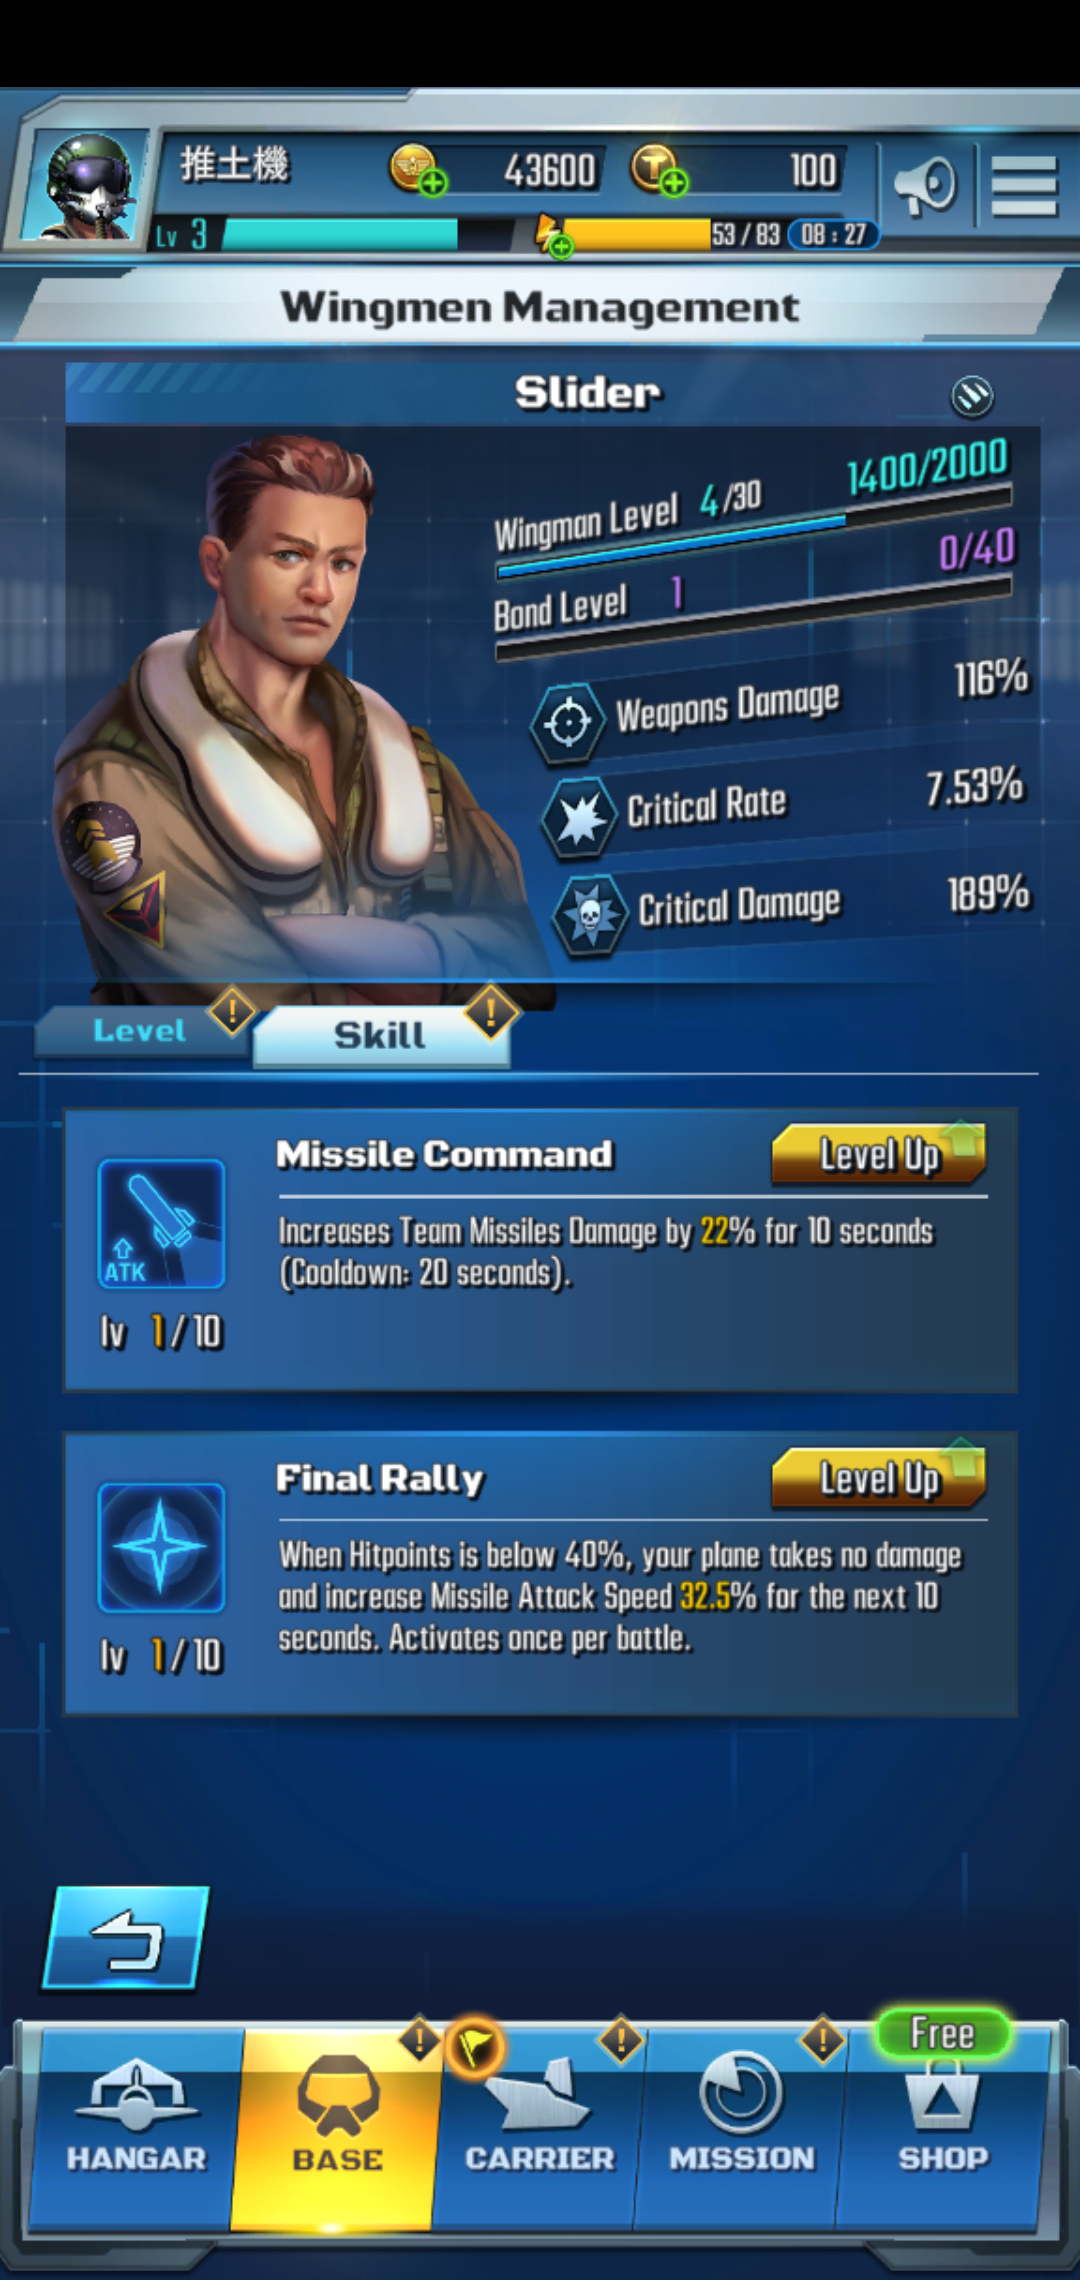 推土機
43600
100
Lv 3
53 / 83
08 : 27
Wingmen Management
Slider
Wingman Level 4/30 1400/2000
Bond Level 1 0/40
Weapons Damage 116%
Critical Rate 7.53%
Critical Damage 189%
Level
Skill
Missile Command
Level Up
Increases Team Missiles Damage by 22% for 10 seconds
(Cooldown: 20 seconds).
ATK
lv 1/10
Final Rally
Level Up
When Hitpoints is below 40%, your plane takes no damage
and increase Missile Attack Speed 32.5% for the next 10
seconds. Activates once per battle.
lv 1/10
Free
HANGAR
BASE
CARRIER
MISSION
SHOP